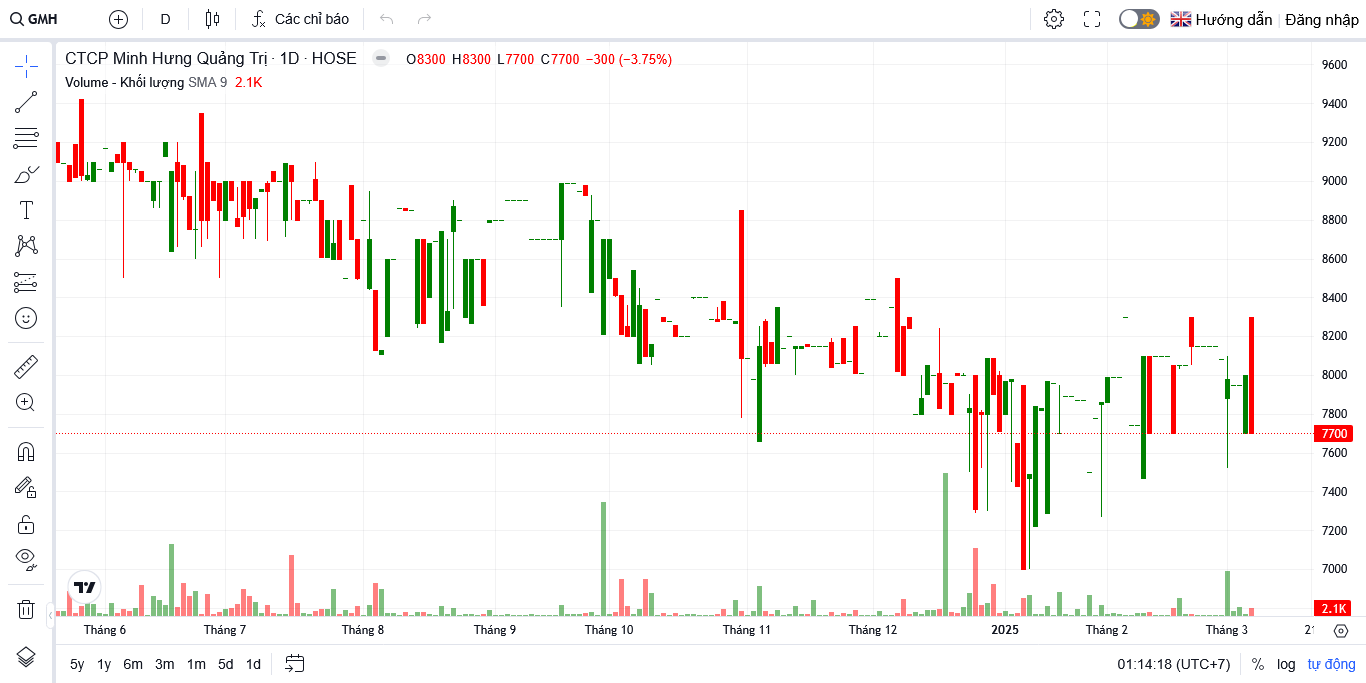 GMH D Các chỉ báo Hướng dẫn Đăng nhập
CTCP Minh Hưng Quảng Trị · 1D · HOSE O8300 H8300 L7700 C7700 −300 (−3.75%)
Volume - Khối lượng SMA 9 2.1K
9600
9400
9200
9000
8800
8600
8400
8200
8000
7800
7700
7600
7400
7200
7000
2.1K
Tháng 6 Tháng 7 Tháng 8 Tháng 9 Tháng 10 Tháng 11 Tháng 12 2025 Tháng 2 Tháng 3
5y 1y 6m 3m 1m 5d 1d 01:14:18 (UTC+7) % log tự động